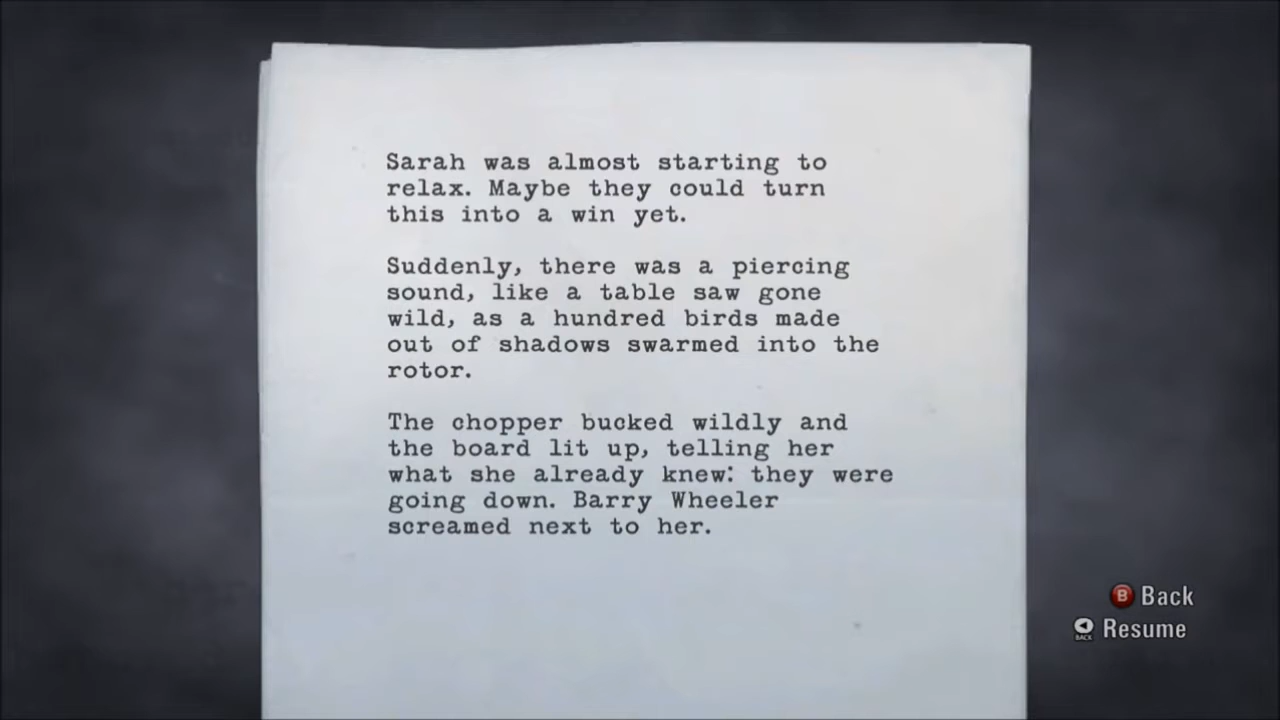 Sarah was almost starting to
relax. Maybe they could turn
this into a win yet.
Suddenly, there was a piercing
sound, like a table saw gone
wild, as a hundred birds made
out of shadows swarmed into the
rotor.
The chopper bucked wildly and
the board lit up, telling her
what she already knew: they were
going down. Barry Wheeler
screamed next to her.
B Back
BACK Resume